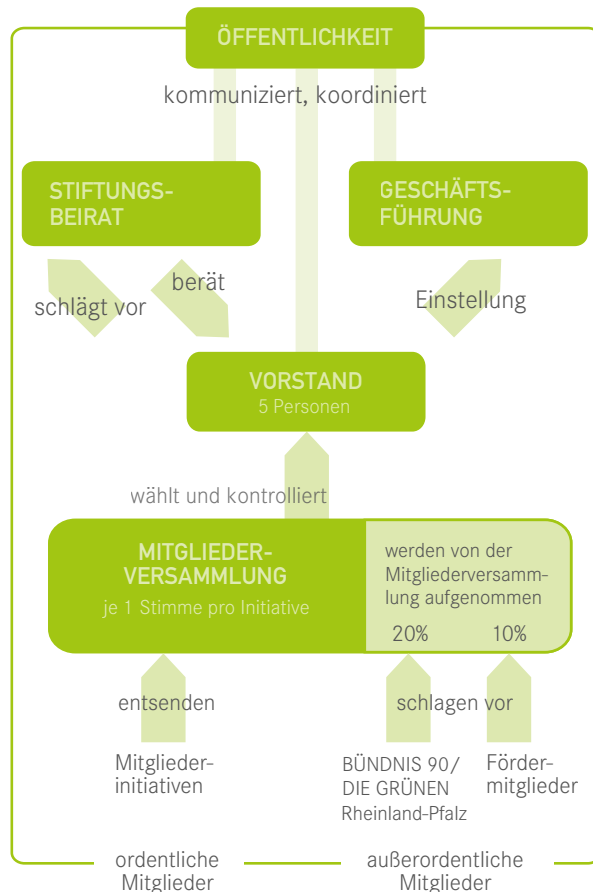 ÖFFENTLICHKEIT
kommuniziert, koordiniert
STIFTUNGS-
BEIRAT
GESCHÄFTS-
FÜHRUNG
berät
schlägt vor
Einstellung
VORSTAND
5 Personen
wählt und kontrolliert
MITGLIEDER-
VERSAMMLUNG
je 1 Stimme pro Initiative
werden von der
Mitgliederversamm-
lung aufgenommen
20% 10%
entsenden
schlagen vor
Mitglieder-
initiativen
BÜNDNIS 90/
DIE GRÜNEN
Rheinland-Pfalz
Förder-
mitglieder
ordentliche
Mitglieder
außerordentliche
Mitglieder